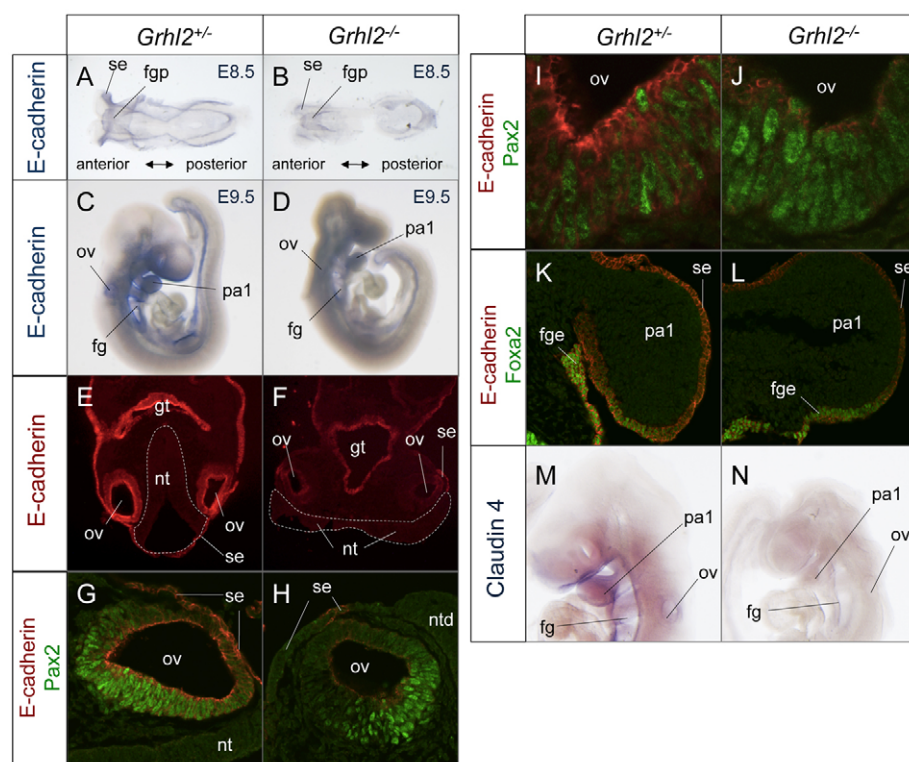 Grhl2+/-
Grhl2-/-
E-cadherin
A
se
fgp
E8.5
anterior
posterior
B
se
fgp
E8.5
anterior
posterior
E-cadherin
C
E9.5
ov
pa1
fg
D
E9.5
ov
pa1
fg
E-cadherin
E
gt
nt
ov
ov
se
F
ov
gt
ov
se
nt
E-cadherin
Pax2
G
se
ov
nt
H
se
ntd
ov
Grhl2+/-
Grhl2-/-
E-cadherin
Pax2
I
ov
J
ov
E-cadherin
Foxa2
K
se
pa1
fge
L
se
pa1
fge
Claudin 4
M
pa1
ov
fg
N
pa1
ov
fg